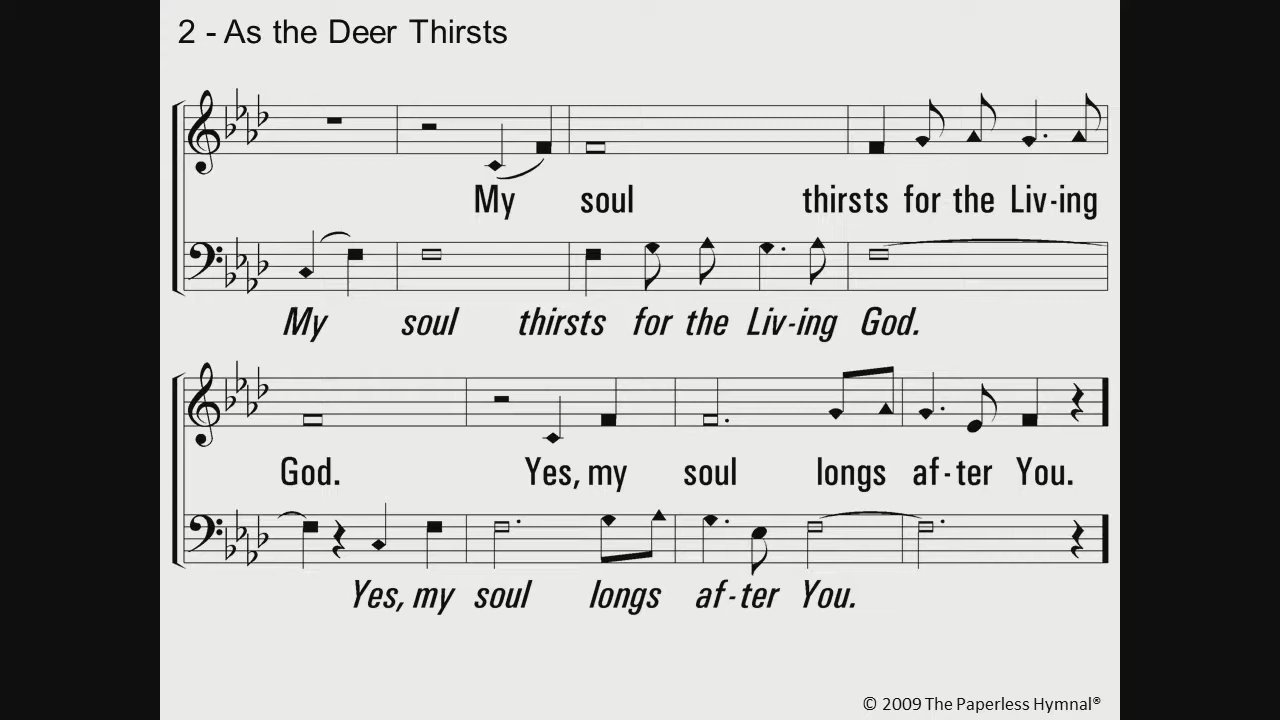 2 - As the Deer Thirsts
My soul thirsts for the Liv-ing
My soul thirsts for the Liv-ing God.
God. Yes, my soul longs af-ter You.
Yes, my soul longs af-ter You.
© 2009 The Paperless Hymnal®